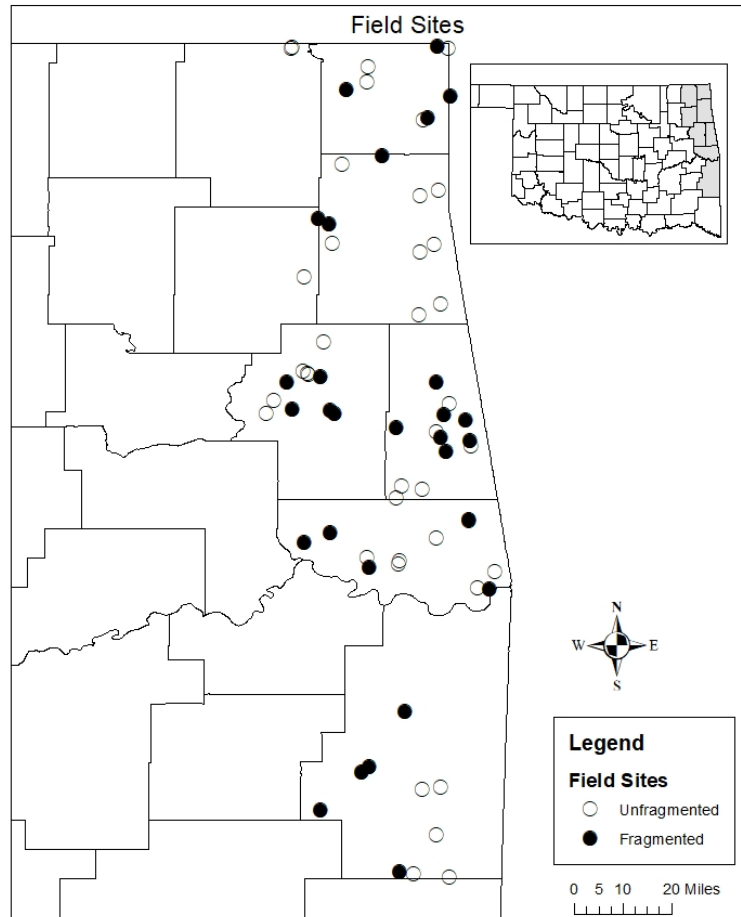 Field Sites
N
W E
S
Legend
Field Sites
Unfragmented
Fragmented
0 5 10 20 Miles